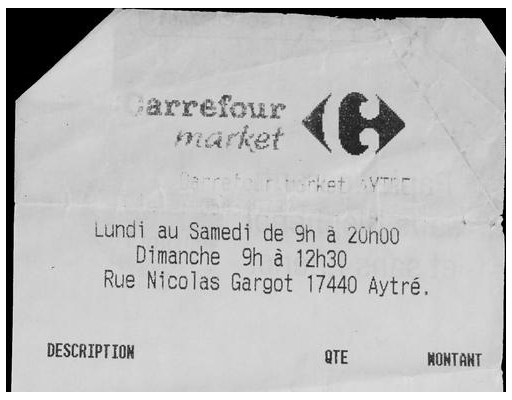 Carrefour
market
Carrefour market AYTRE
Lundi au Samedi de 9h à 20h00
Dimanche 9h à 12h30
Rue Nicolas Gargot 17440 Aytré.
DESCRIPTION QTE MONTANT